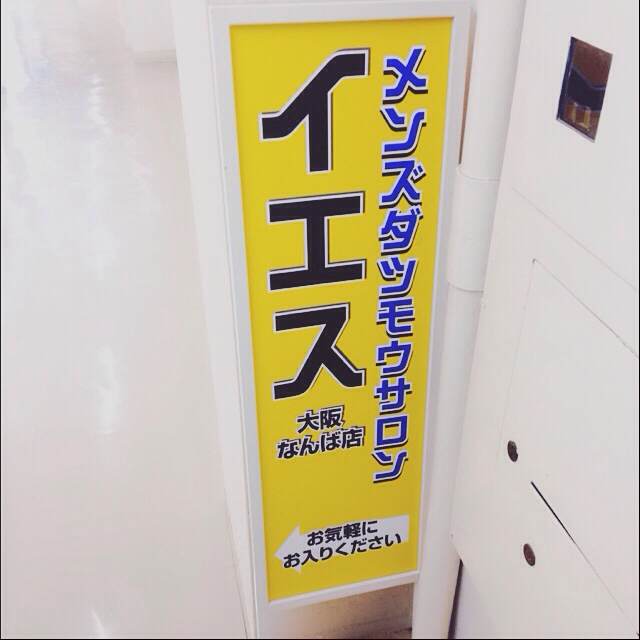 メンズダツモウサロン
イエス
大阪
なんば店
お気軽に
お入りください